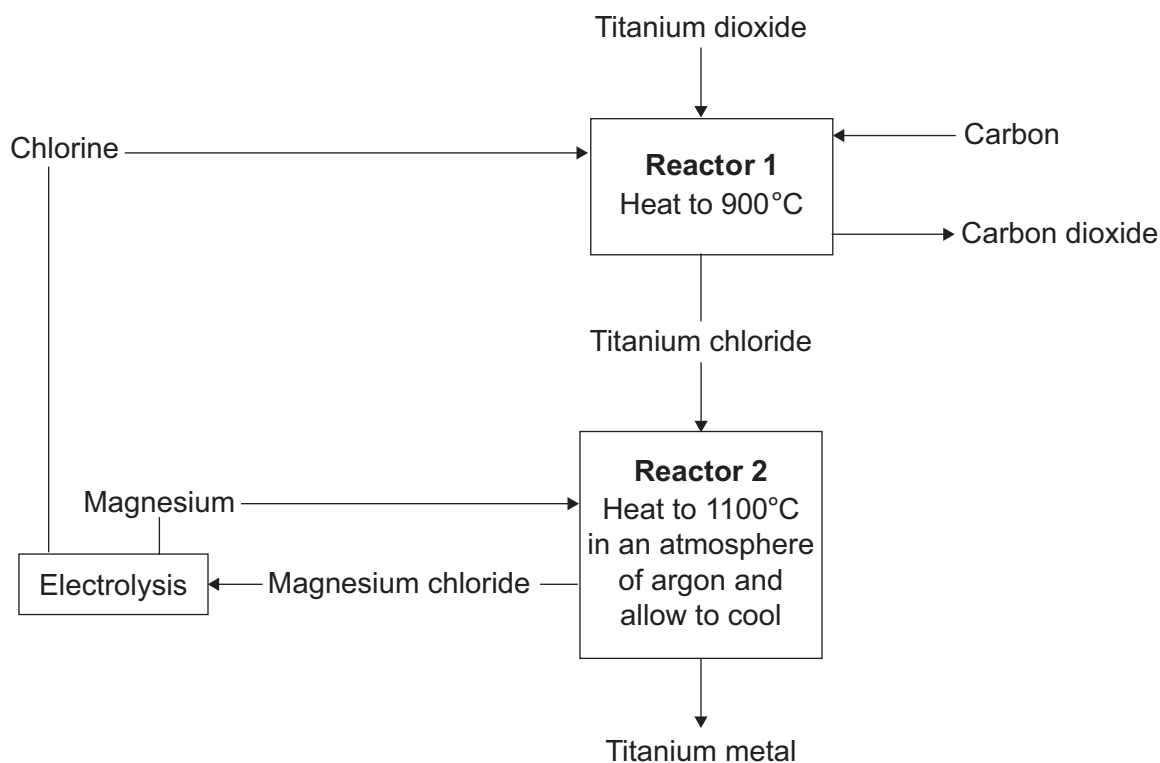 Titanium dioxide
Chlorine
Carbon
Reactor 1
Heat to 900°C
Carbon dioxide
Titanium chloride
Reactor 2
Heat to 1100°C
in an atmosphere
of argon and
allow to cool
Magnesium
Electrolysis
Magnesium chloride
Titanium metal